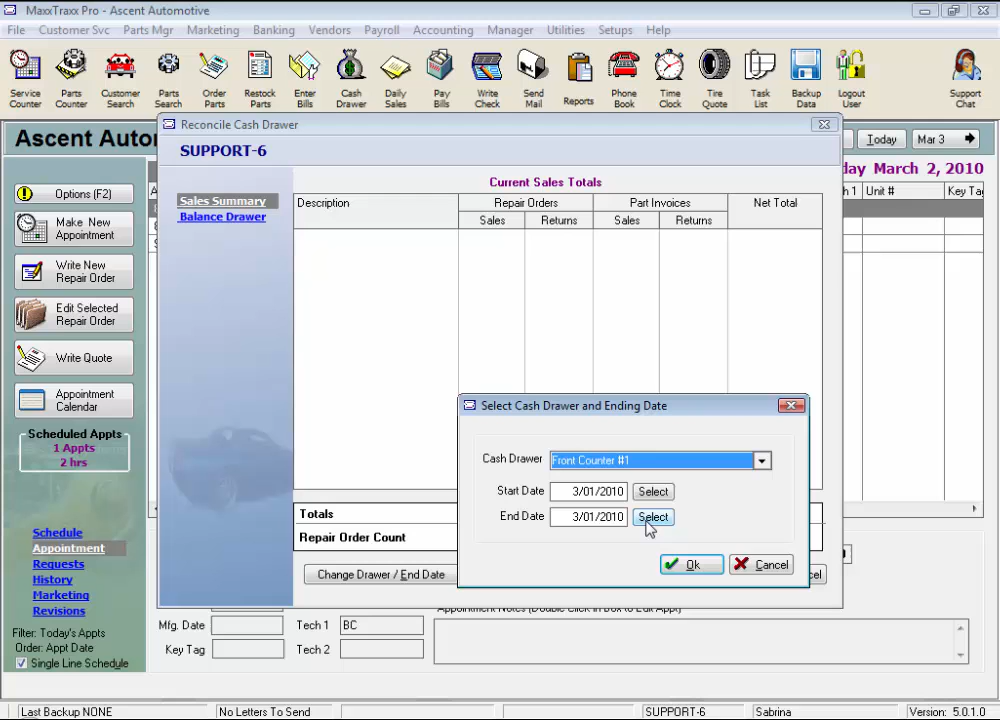 MaxxTraxx Pro - Ascent Automotive
File Customer Svc Parts Mgr Marketing Banking Vendors Payroll Accounting Manager Utilities Setups Help
Service Counter
Parts Counter
Customer Search
Parts Search
Order Parts
Restock Parts
Enter Bills
Cash Drawer
Daily Sales
Pay Bills
Write Check
Send Mail
Reports
Phone Book
Time Clock
Tire Quote
Task List
Backup Data
Logout User
Support Chat
Ascent Auto
Today
Mar 3
day March 2, 2010
Unit #
Key Tag
Options (F2)
Make New
Appointment
Write New
Repair Order
Edit Selected
Repair Order
Write Quote
Appointment
Calendar
Scheduled Appts
1 Appts
2 hrs
Schedule
Appointment
Requests
History
Marketing
Revisions
Filter: Today's Appts
Order: Appt Date
Single Line Schedule
Reconcile Cash Drawer
SUPPORT-6
Sales Summary
Balance Drawer
Current Sales Totals
Description
Repair Orders
Part Invoices
Net Total
Sales
Returns
Sales
Returns
Totals
Repair Order Count
Change Drawer / End Date
Select Cash Drawer and Ending Date
Cash Drawer Front Counter #1
Start Date 3/01/2010 Select
End Date 3/01/2010 Select
Ok
Cancel
Appointment Notes (Double Click in Box to Edit Appt)
Mfg. Date
Tech 1 BC
Key Tag
Tech 2
Last Backup NONE
No Letters To Send
SUPPORT-6
Sabrina
Version: 5.0.1.0